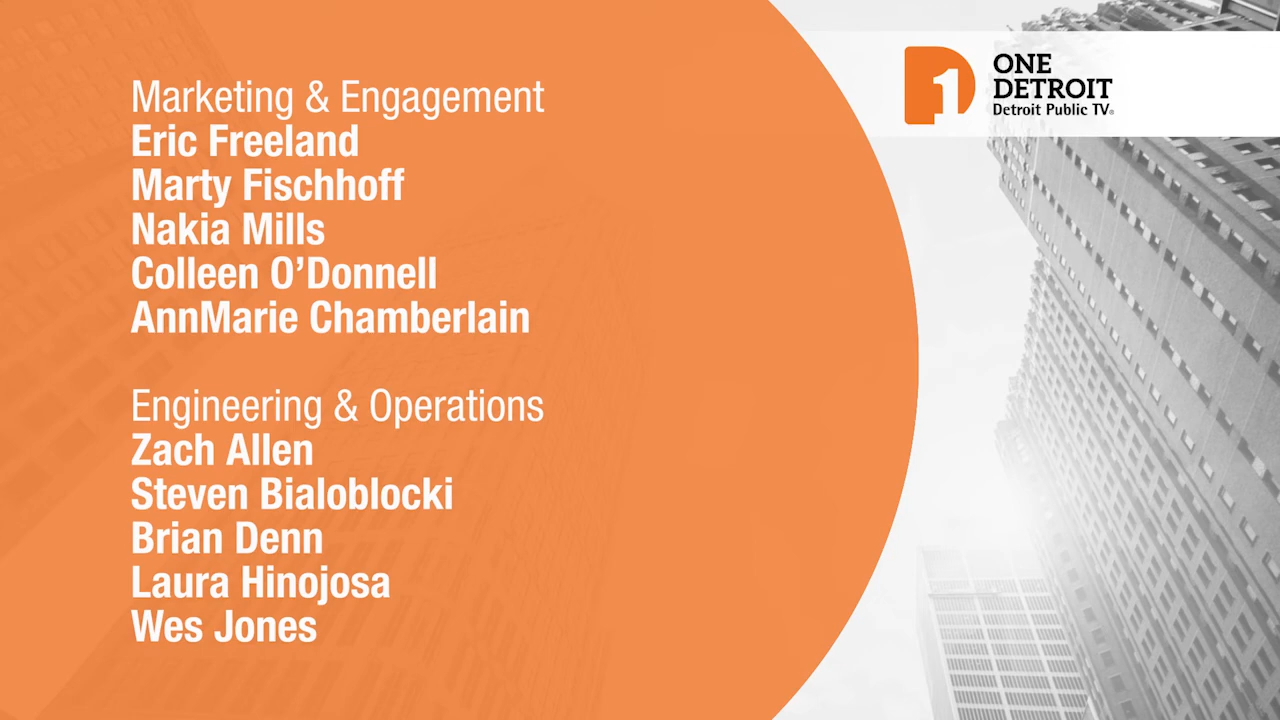 Marketing & Engagement
Eric Freeland
Marty Fischhoff
Nakia Mills
Colleen O’Donnell
AnnMarie Chamberlain
Engineering & Operations
Zach Allen
Steven Bialoblocki
Brian Denn
Laura Hinojosa
Wes Jones
1
ONE
DETROIT
Detroit Public TV®